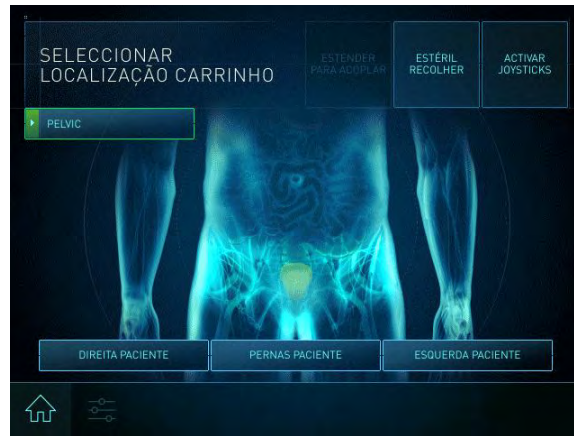 SELECCIONAR
LOCALIZAÇÃO CARRINHO
ESTENDER
PARA ACOPLAR
ESTÉRIL
RECOLHER
ACTIVAR
JOYSTICKS
PELVIC
DIREITA PACIENTE
PERNAS PACIENTE
ESQUERDA PACIENTE